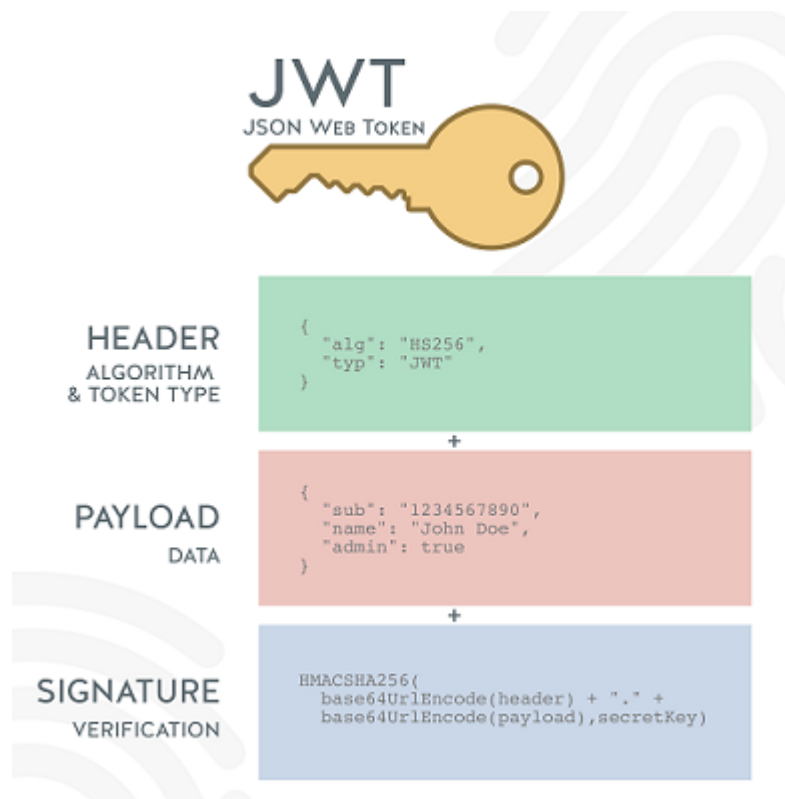 JWT
JSON WEB TOKEN
HEADER
ALGORITHM
& TOKEN TYPE
{
"alg": "HS256",
"typ": "JWT"
}
+
PAYLOAD
DATA
{
"sub": "1234567890",
"name": "John Doe",
"admin": true
}
+
SIGNATURE
VERIFICATION
HMACSHA256(
base64UrlEncode(header) + "." +
base64UrlEncode(payload),secretKey)